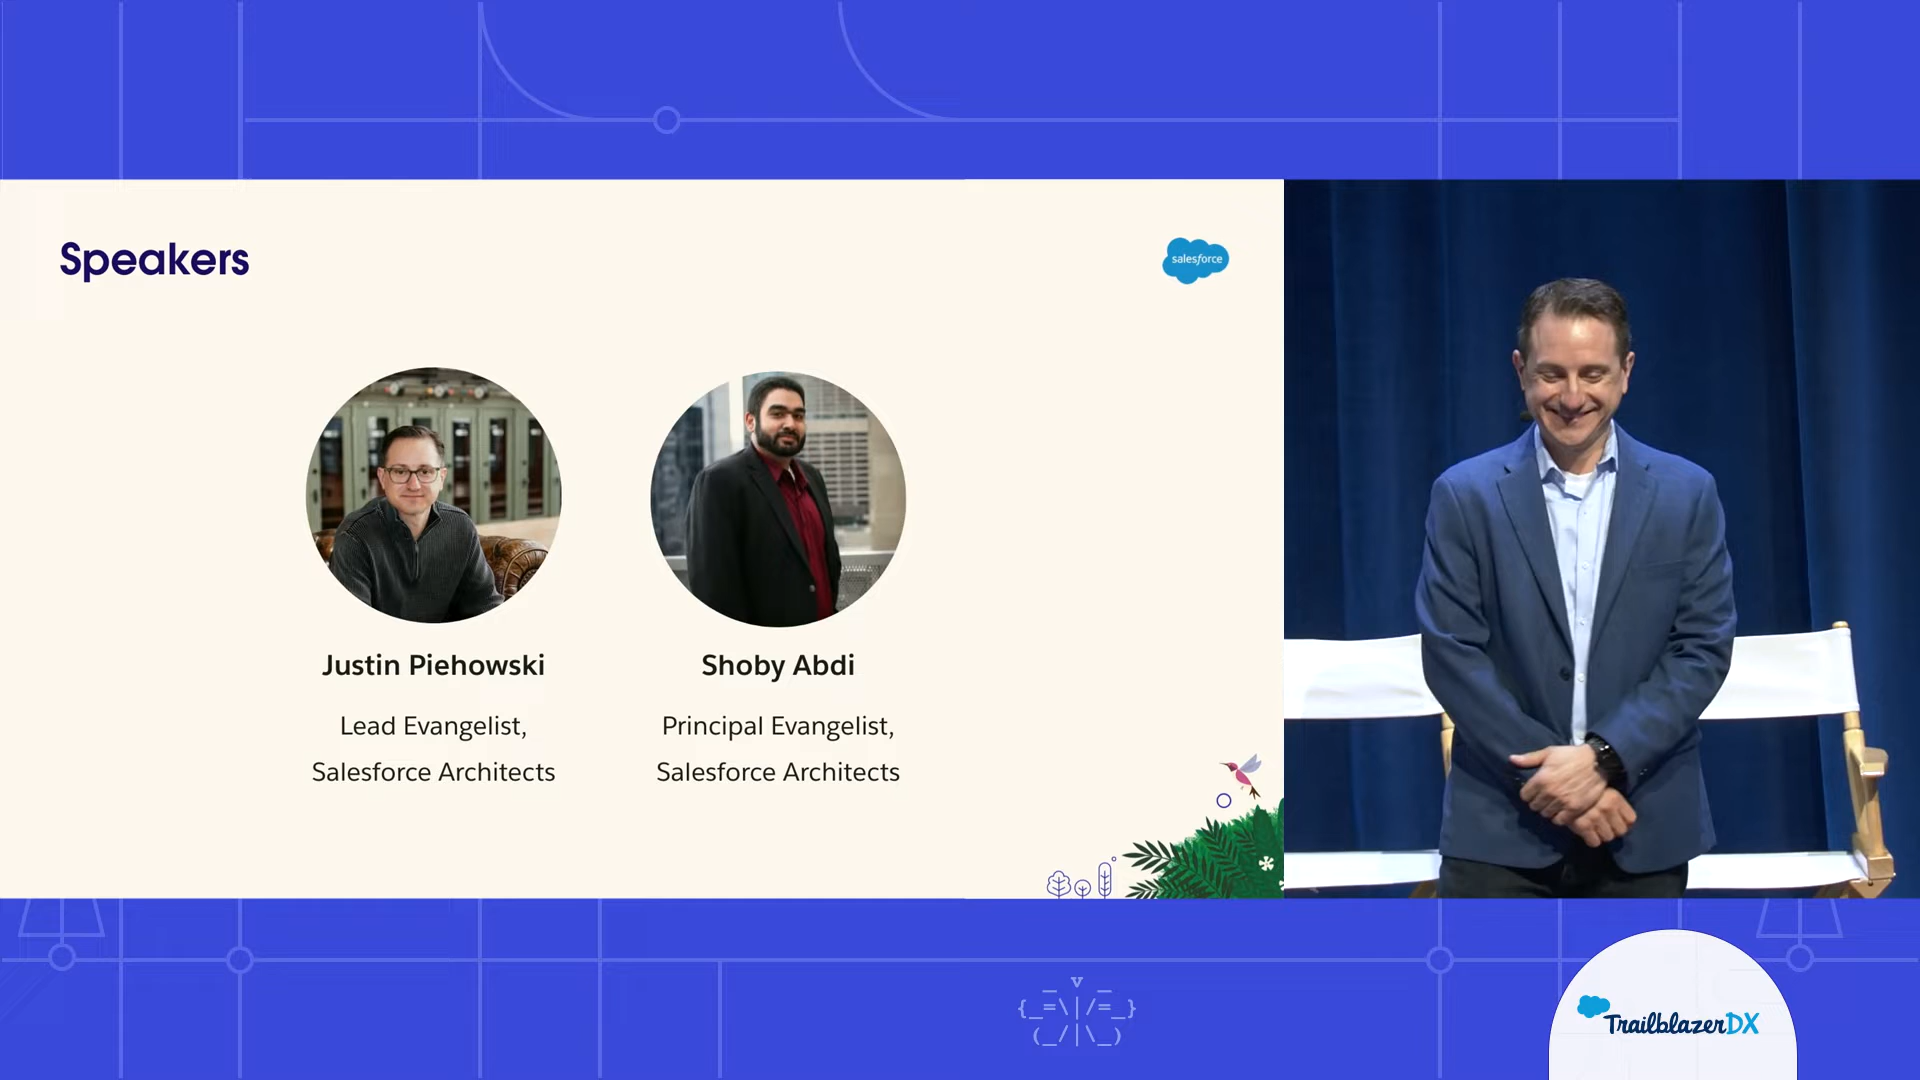 Speakers
salesforce
Justin Piehowski
Lead Evangelist,
Salesforce Architects
Shoby Abdi
Principal Evangelist,
Salesforce Architects
TrailblazerDX